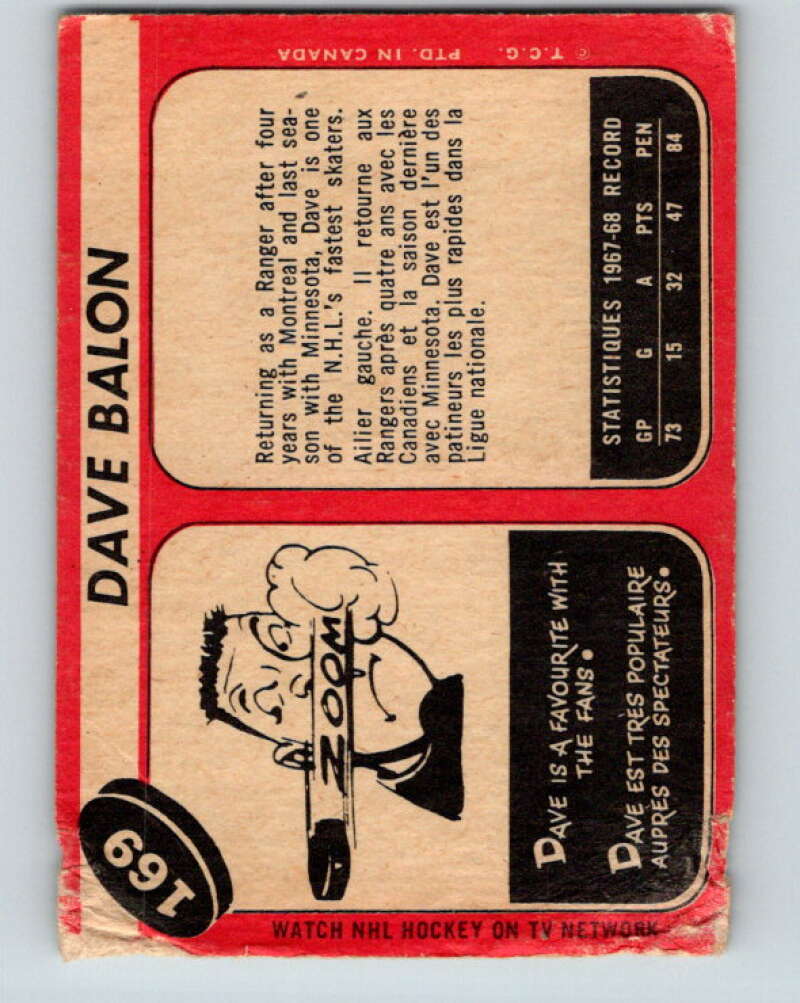 169
DAVE BALON
ZOOM
DAVE IS A FAVOURITE WITH
THE FANS.
DAVE EST TRÈS POPULAIRE
AUPRÈS DES SPECTATEURS.
Returning as a Ranger after four
years with Montreal and last sea-
son with Minnesota, Dave is one
of the N.H.L.'s fastest skaters.
Ailier gauche. Il retourne aux
Rangers après quatre ans avec les
Canadiens et la saison dernière
avec Minnesota. Dave est l'un des
patineurs les plus rapides dans la
Ligue nationale.
STATISTIQUES 1967-68 RECORD
GP G A PTS PEN
73 15 32 47 84
WATCH NHL HOCKEY ON TV NETWORK
© T.C.G. PTD. IN CANADA